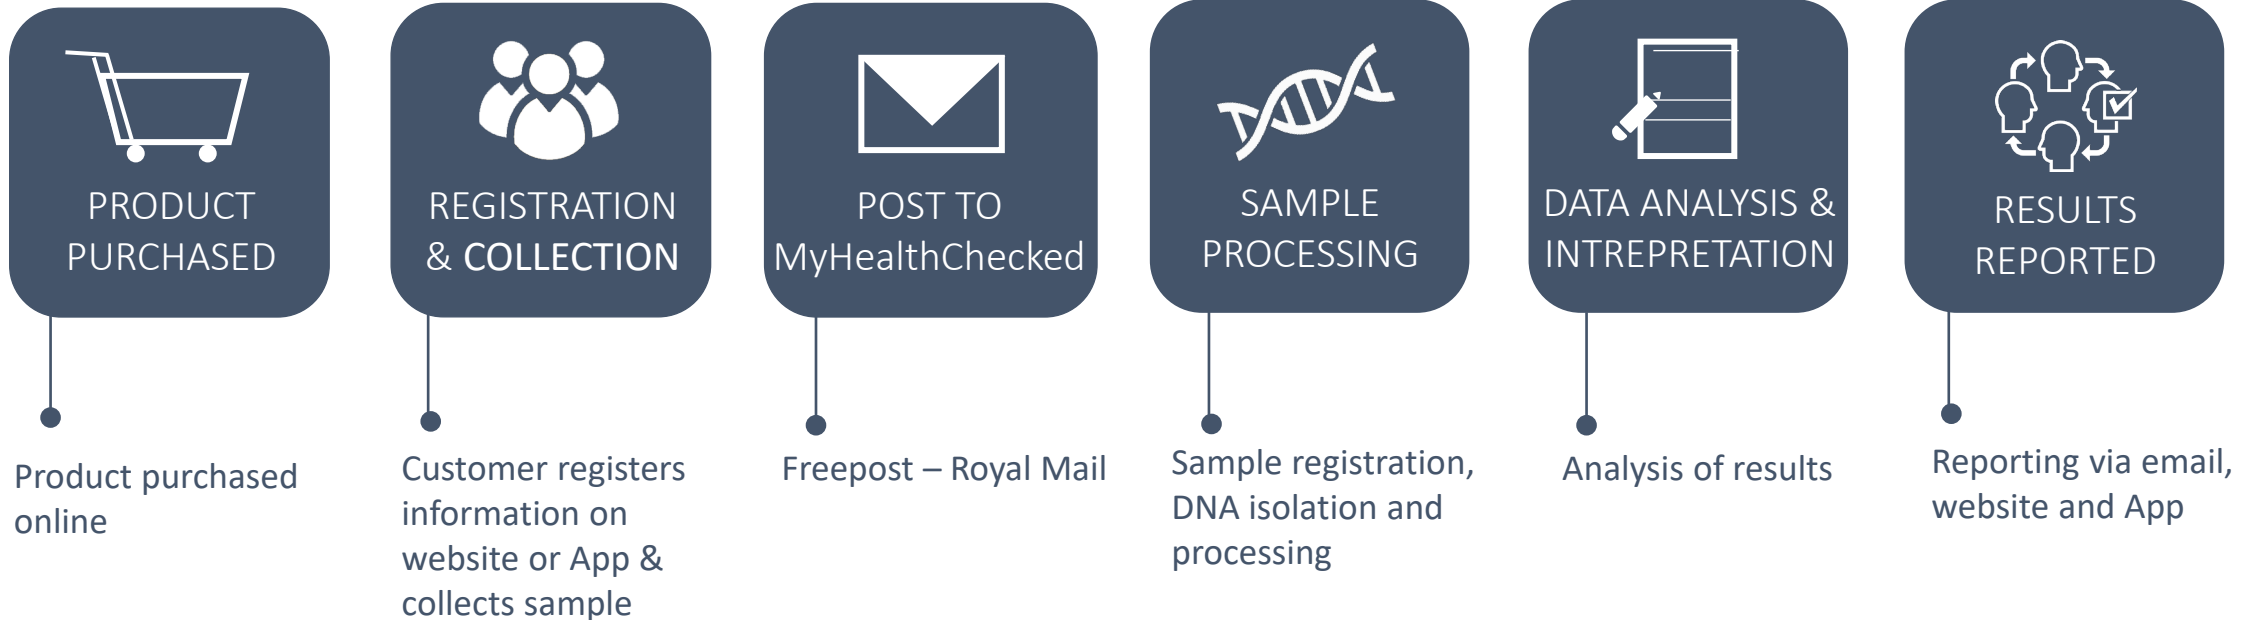 PRODUCT
PURCHASED
REGISTRATION
& COLLECTION
POST TO
MyHealthChecked
SAMPLE
PROCESSING
DATA ANALYSIS &
INTREPRETATION
RESULTS
REPORTED
Product purchased
online
Customer registers
information on
website or App &
collects sample
Freepost – Royal Mail
Sample registration,
DNA isolation and
processing
Analysis of results
Reporting via email,
website and App